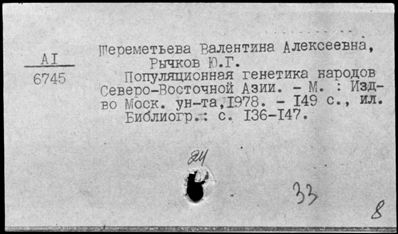 Шереметьева Валентина Алексеевна,
АI
Рычков Ю.Г.
6745
Популяционная генетика народов
Северо-Восточной Азии. - М. : Изд-
во Моск. ун-та,1978. - 149 с., ил.
Библиогр.: с. 136-147.
24
33
8